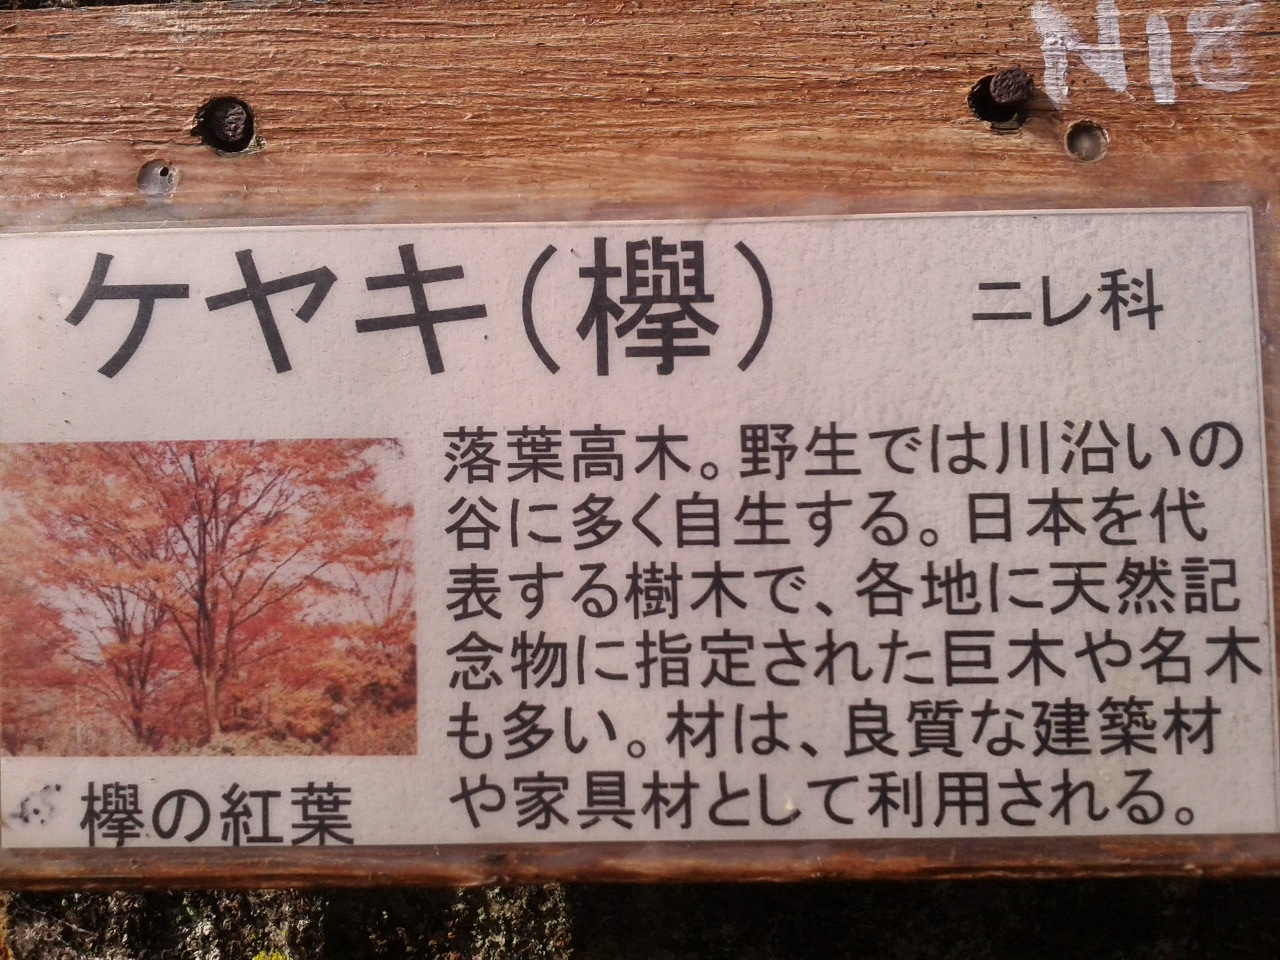 N18
ケヤキ(欅) ニレ科
落葉高木。野生では川沿いの
谷に多く自生する。日本を代
表する樹木で、各地に天然記
念物に指定された巨木や名木
も多い。材は、良質な建築材
や家具材として利用される。
欅の紅葉